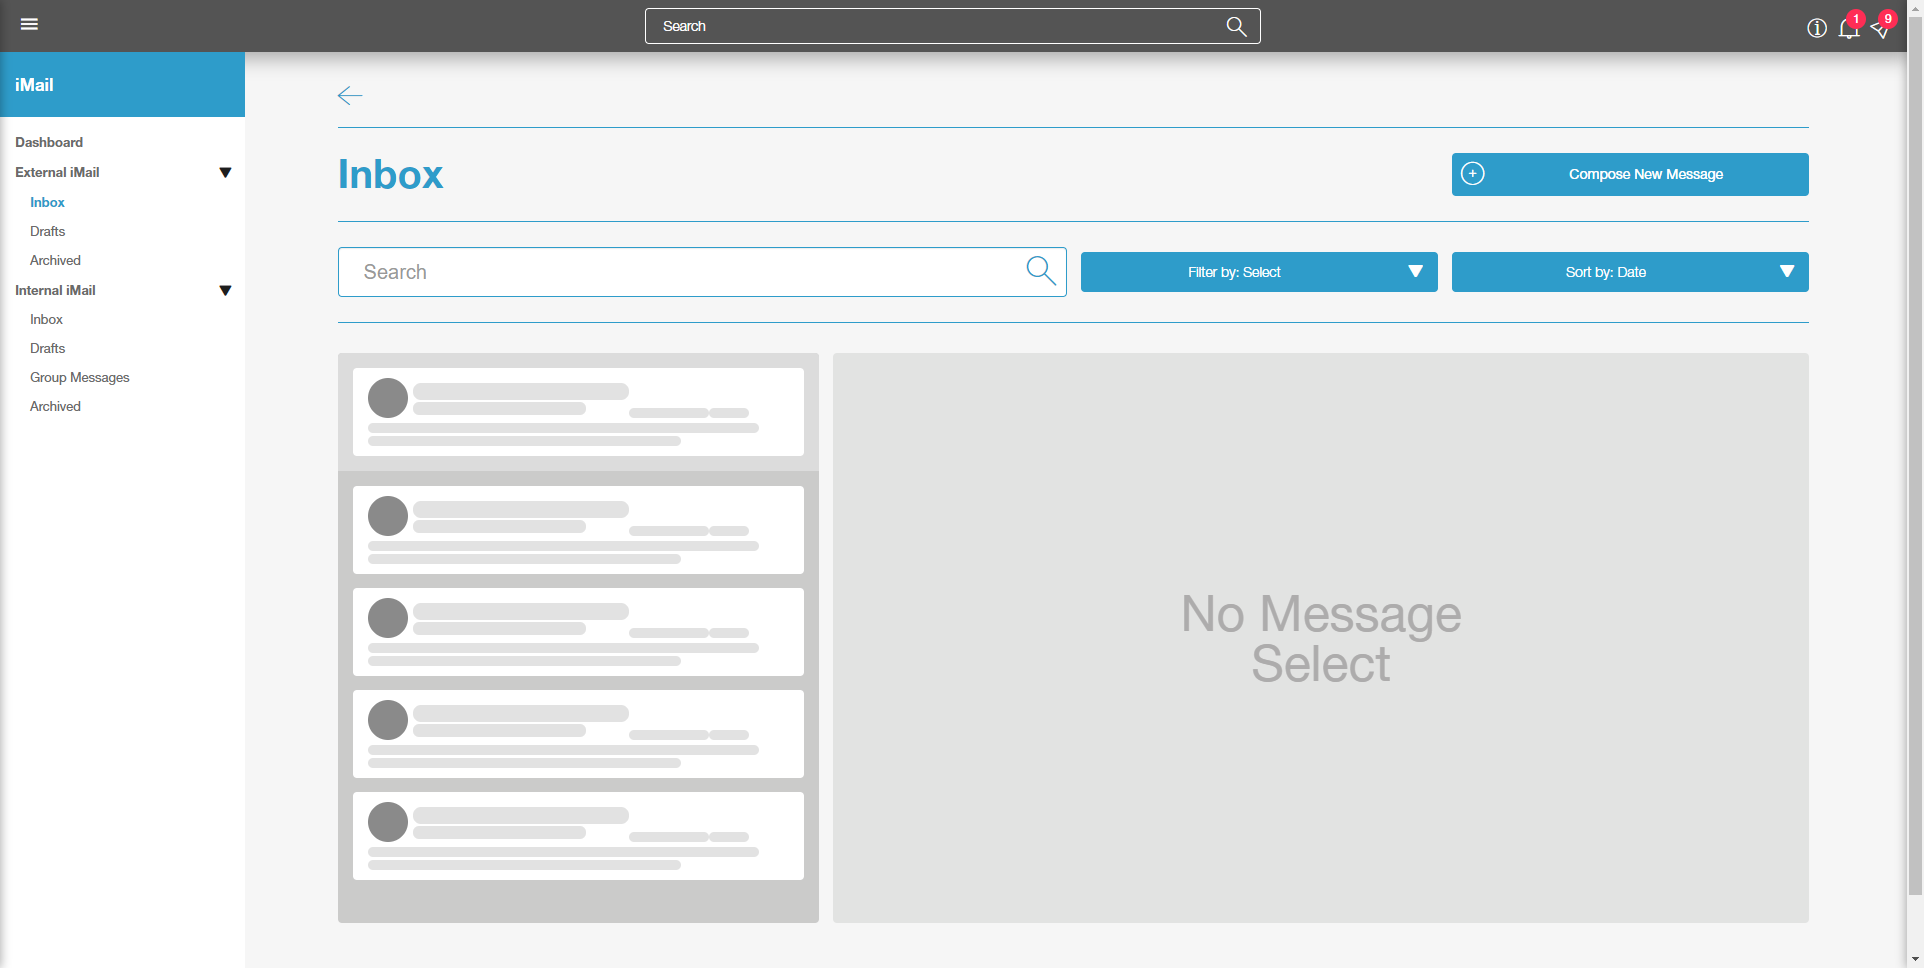 Search
1
9
iMail
Dashboard
External iMail
Inbox
Drafts
Archived
Internal iMail
Inbox
Drafts
Group Messages
Archived
Inbox
Compose New Message
Search
Filter by: Select
Sort by: Date
No Message
Select